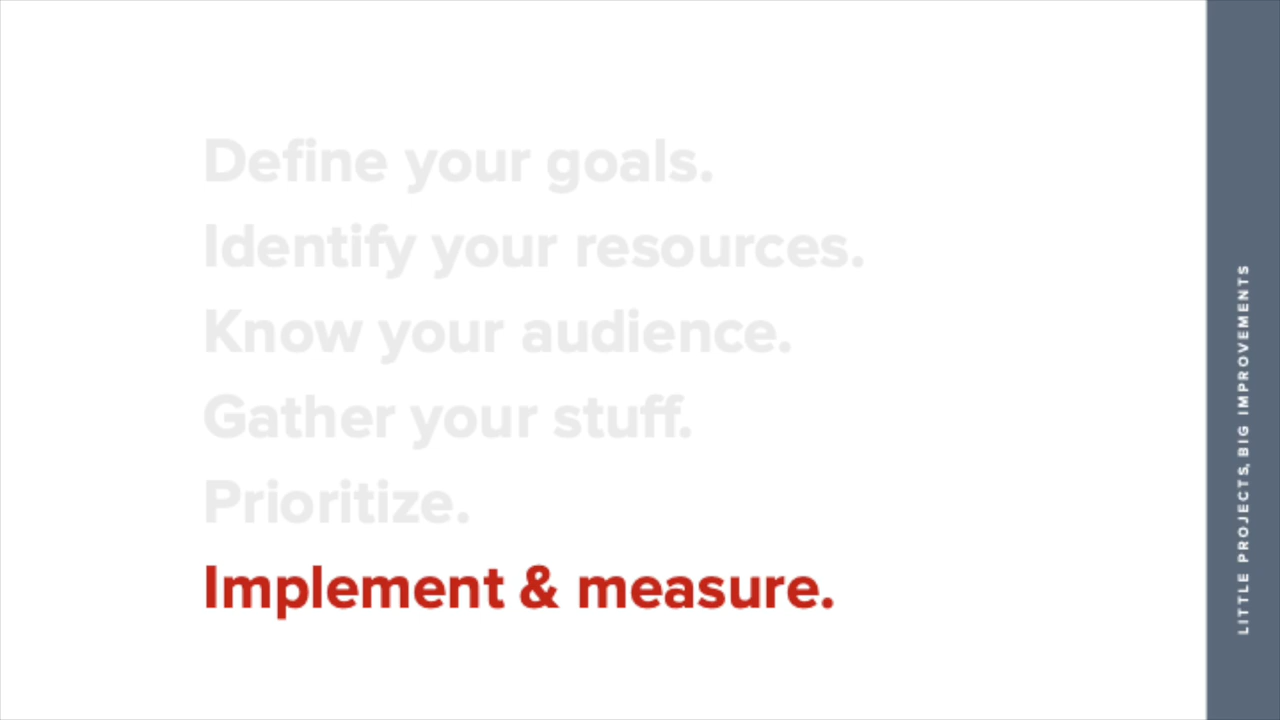 Define your goals.
Identify your resources.
Know your audience.
Gather your stuff.
Prioritize.
Implement & measure.
LITTLE PROJECTS, BIG IMPROVEMENTS